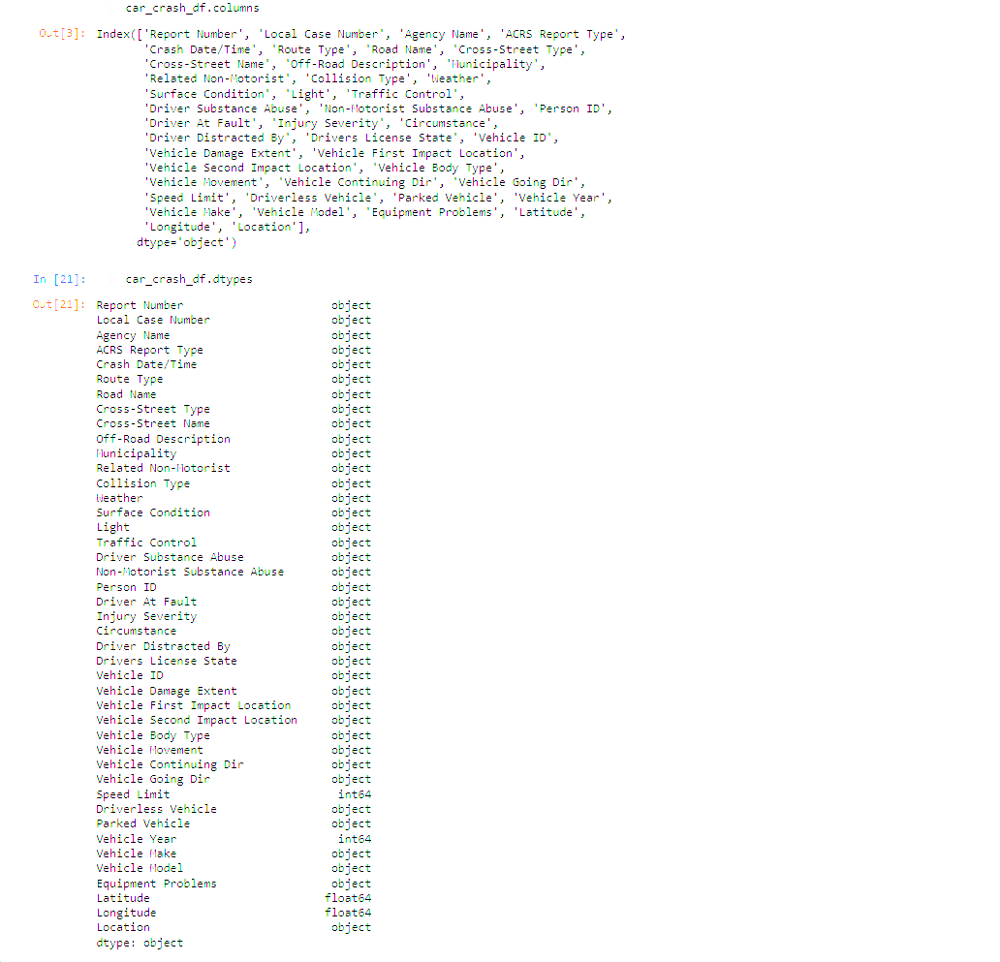 car_crash_df.columns
Out[3]: Index(['Report Number', 'Local Case Number', 'Agency Name', 'ACRS Report Type',
'Crash Date/Time', 'Route Type', 'Road Name', 'Cross-Street Type',
'Cross-Street Name', 'Off-Road Description', 'Municipality',
'Related Non-Motorist', 'Collision Type', 'Weather',
'Surface Condition', 'Light', 'Traffic Control',
'Driver Substance Abuse', 'Non-Motorist Substance Abuse', 'Person ID',
'Driver At Fault', 'Injury Severity', 'Circumstance',
'Driver Distracted By', 'Drivers License State', 'Vehicle ID',
'Vehicle Damage Extent', 'Vehicle First Impact Location',
'Vehicle Second Impact Location', 'Vehicle Body Type',
'Vehicle Movement', 'Vehicle Continuing Dir', 'Vehicle Going Dir',
'Speed Limit', 'Driverless Vehicle', 'Parked Vehicle', 'Vehicle Year',
'Vehicle Make', 'Vehicle Model', 'Equipment Problems', 'Latitude',
'Longitude', 'Location'],
dtype='object')
In [21]: car_crash_df.dtypes
Out[21]: Report Number object
Local Case Number object
Agency Name object
ACRS Report Type object
Crash Date/Time object
Route Type object
Road Name object
Cross-Street Type object
Cross-Street Name object
Off-Road Description object
Municipality object
Related Non-Motorist object
Collision Type object
Weather object
Surface Condition object
Light object
Traffic Control object
Driver Substance Abuse object
Non-Motorist Substance Abuse object
Person ID object
Driver At Fault object
Injury Severity object
Circumstance object
Driver Distracted By object
Drivers License State object
Vehicle ID object
Vehicle Damage Extent object
Vehicle First Impact Location object
Vehicle Second Impact Location object
Vehicle Body Type object
Vehicle Movement object
Vehicle Continuing Dir object
Vehicle Going Dir object
Speed Limit int64
Driverless Vehicle object
Parked Vehicle object
Vehicle Year int64
Vehicle Make object
Vehicle Model object
Equipment Problems object
Latitude float64
Longitude float64
Location object
dtype: object